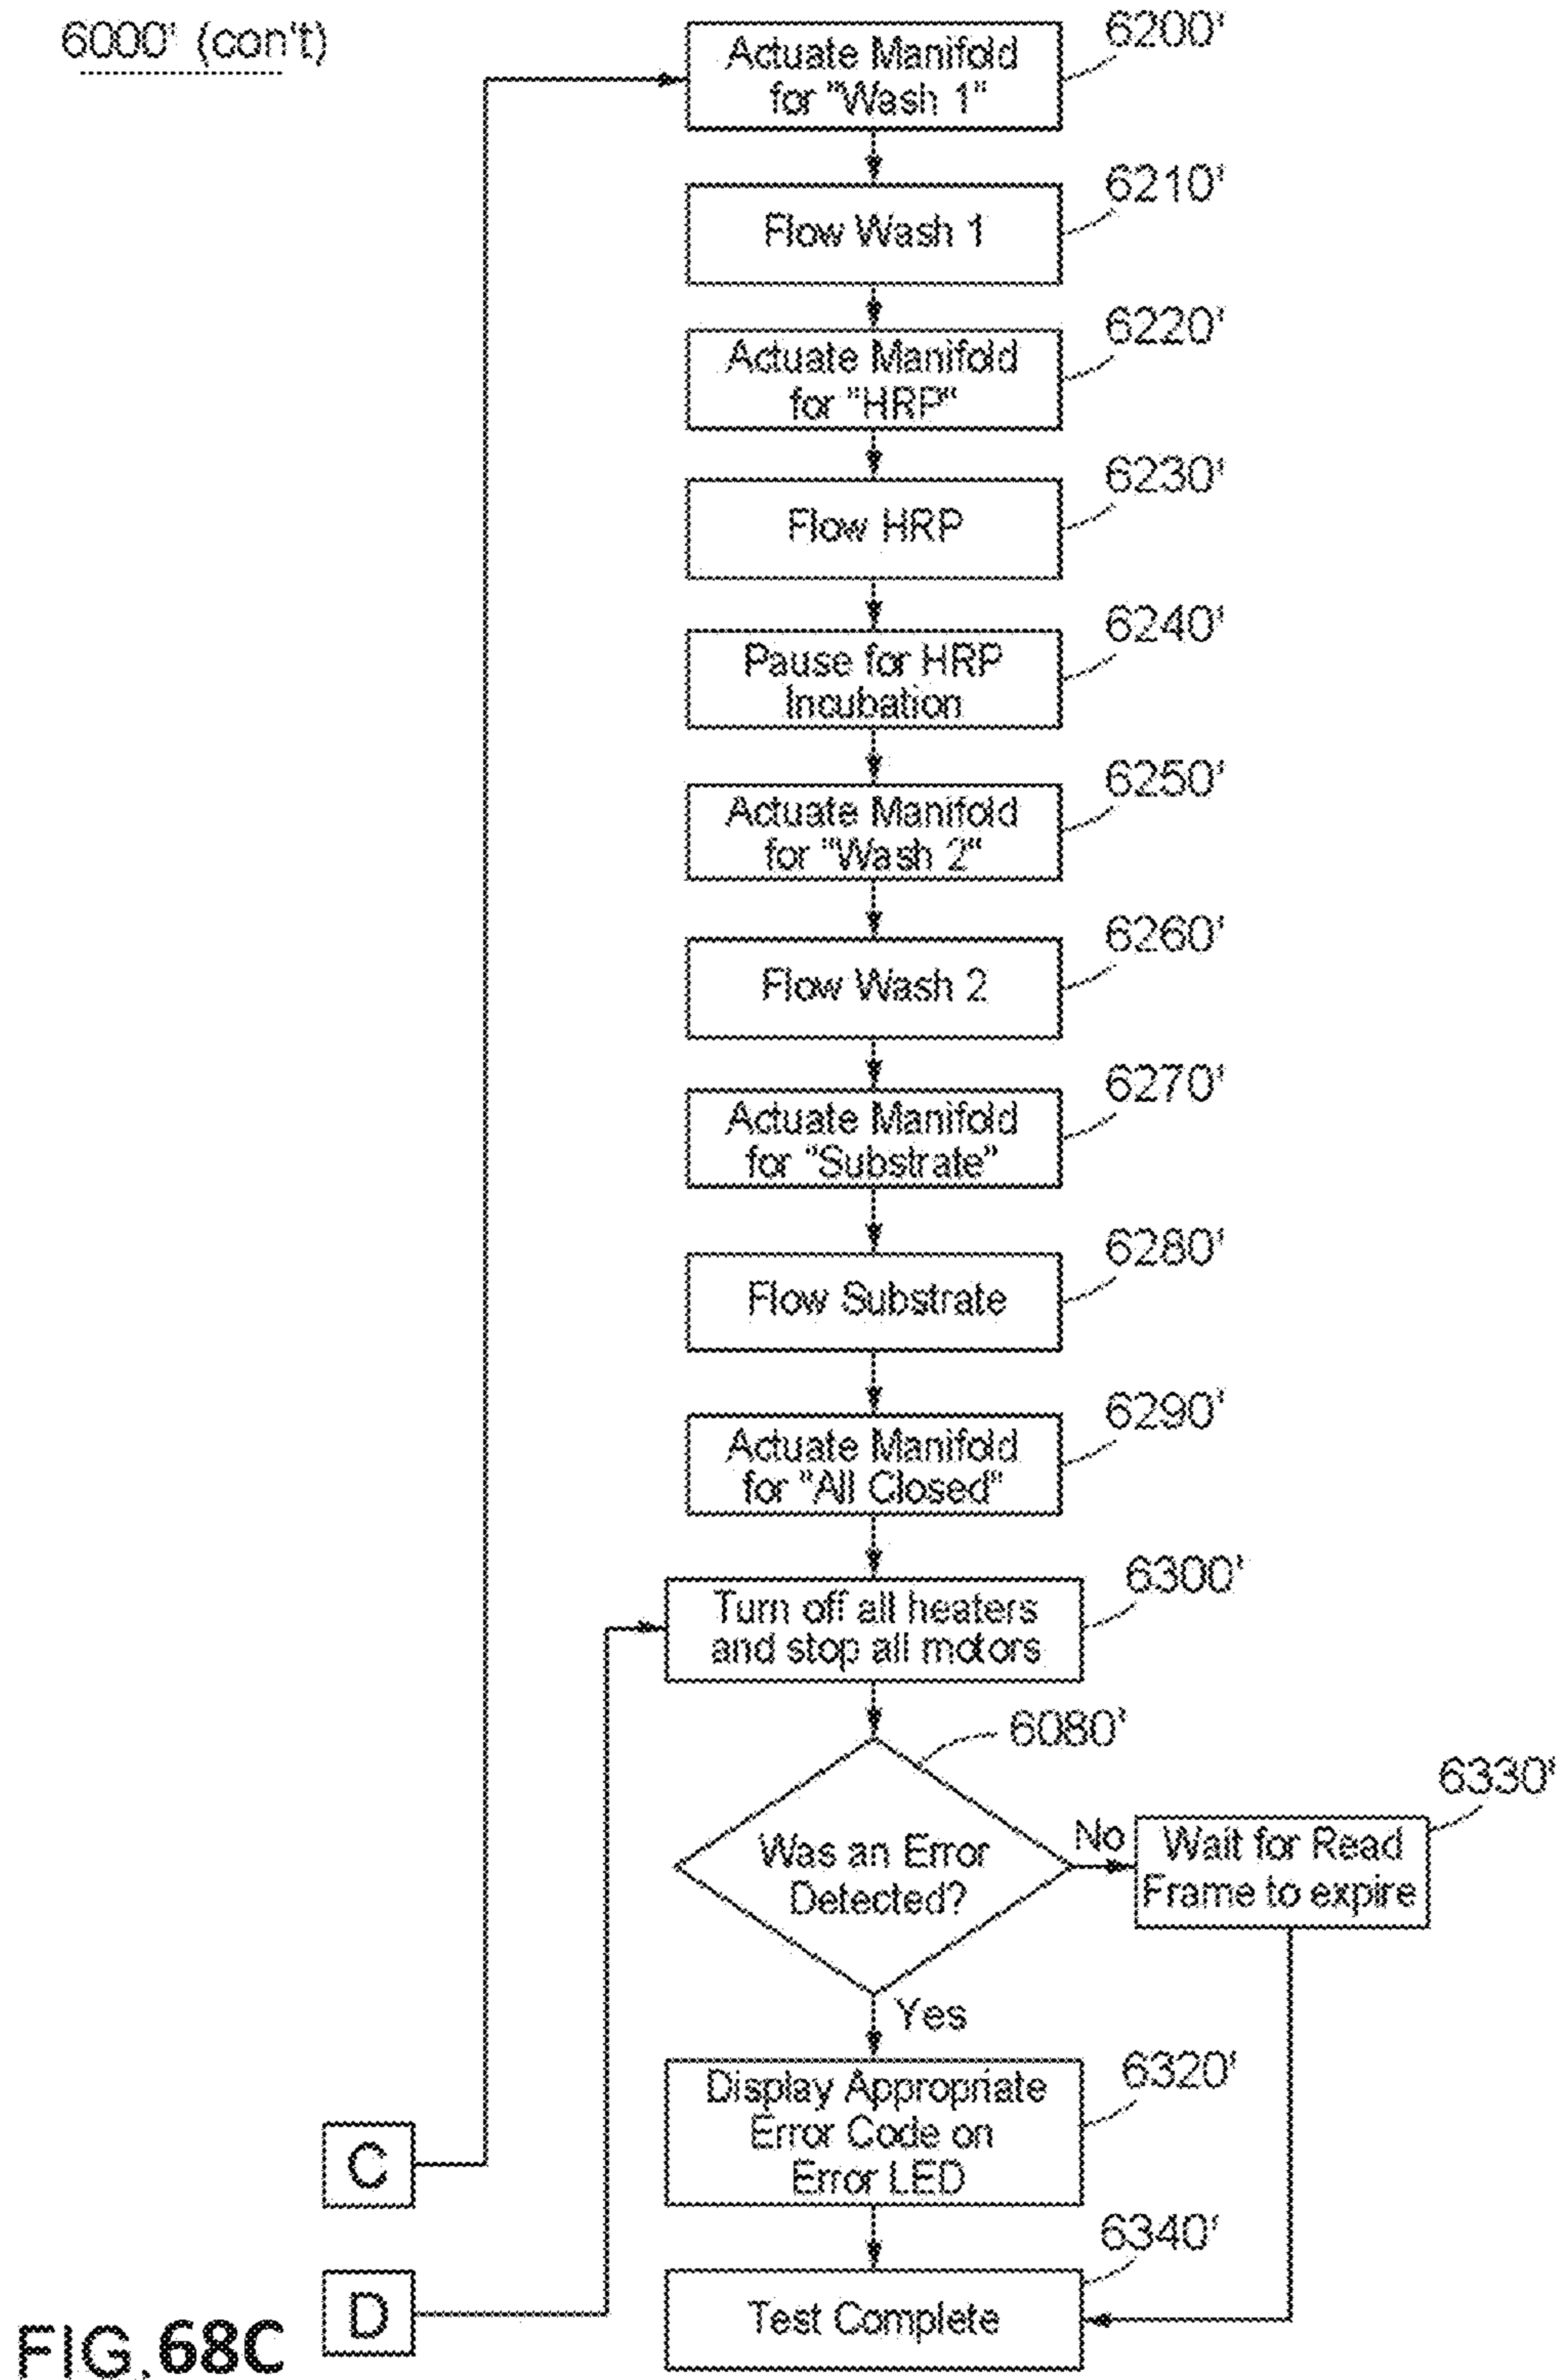 6000' (con't)
6200'
Actuate Manifold
for "Wash 1"
6210'
Flow Wash 1
6220'
Actuate Manifold
for "HRP"
6230'
Flow HRP
6240'
Pause for HRP
Incubation
6250'
Actuate Manifold
for "Wash 2"
6260'
Flow Wash 2
6270'
Actuate Manifold
for "Substrate"
6280'
Flow Substrate
6290'
Actuate Manifold
for "All Closed"
6300'
Turn off all heaters
and stop all motors
6080'
Was an Error
Detected?
No
6330'
Wait for Read
Frame to expire
Yes
6320'
Display Appropriate
Error Code on
Error LED
C
6340'
Test Complete
D
FIG. 68C